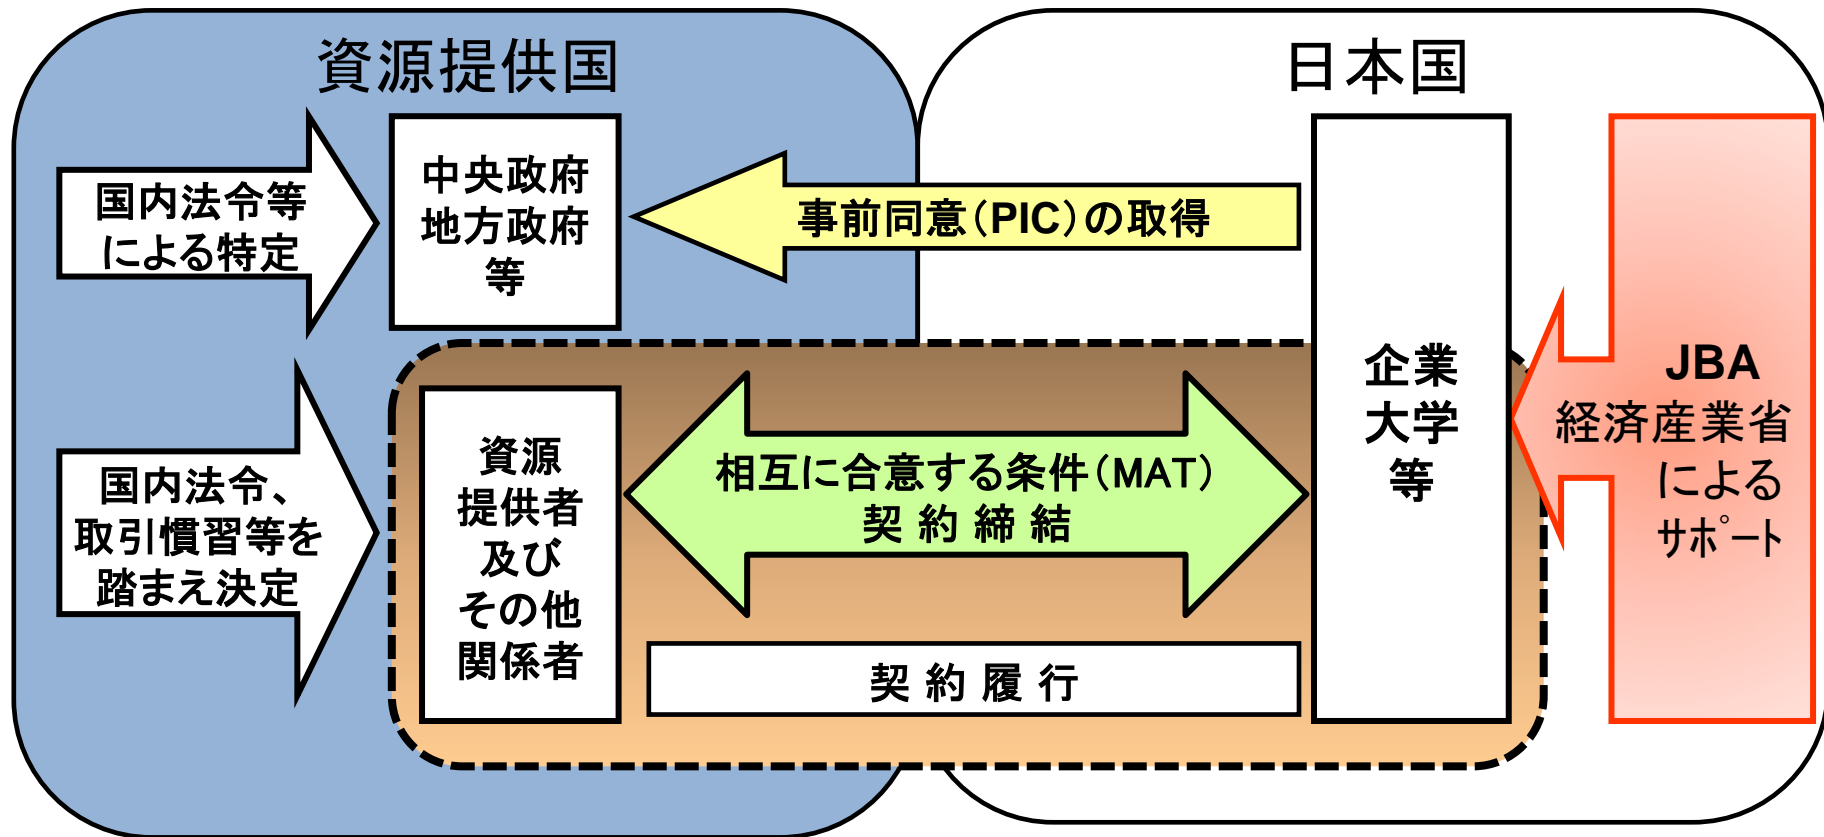 資源提供国
日本国
国内法令等
による特定
中央政府
地方政府
等
事前同意（PIC）の取得
国内法令、
取引慣習等を
踏まえ決定
資源
提供者
及び
その他
関係者
相互に合意する条件（MAT）
契約締結
契約履行
企業
大学
等
JBA
経済産業省
による
サポート